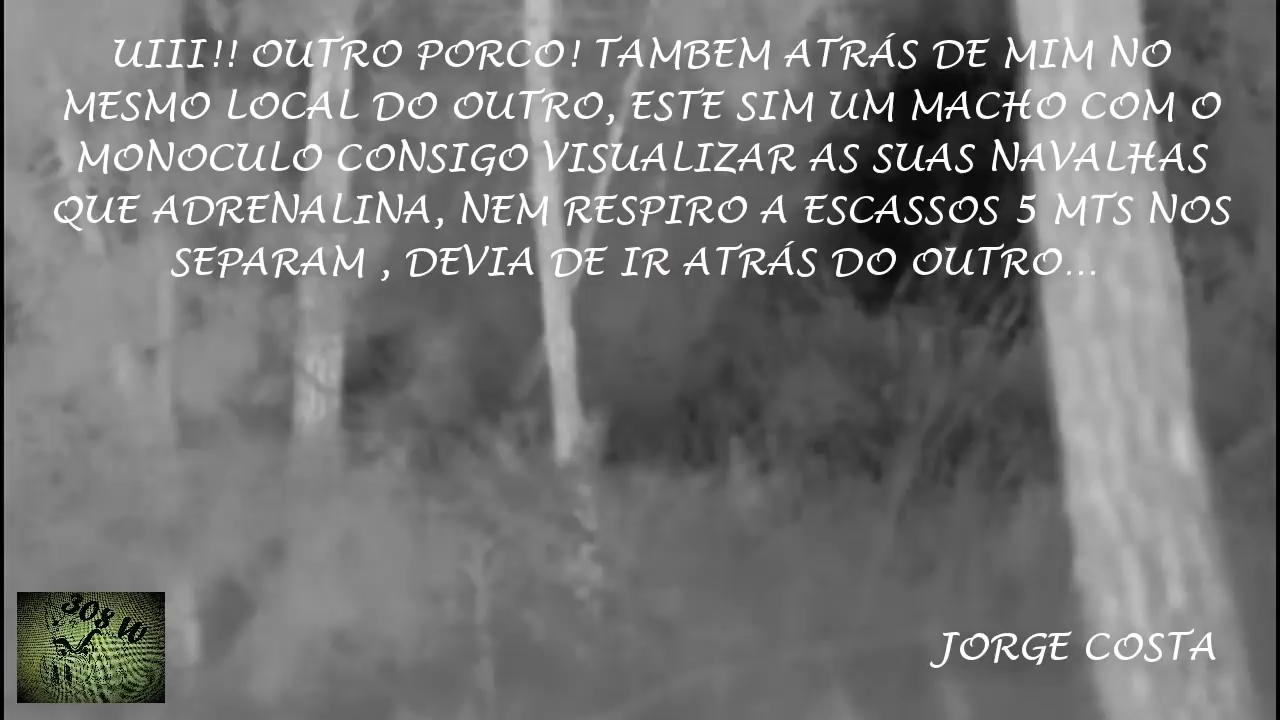 UIII!! OUTRO PORCO! TAMBEM ATRÁS DE MIM NO
MESMO LOCAL DO OUTRO, ESTE SIM UM MACHO COM O
MONOCULO CONSIGO VISUALIZAR AS SUAS NAVALHAS
QUE ADRENALINA, NEM RESPIRO A ESCASSOS 5 MTS NOS
SEPARAM , DEVIA DE IR ATRÁS DO OUTRO...
308 W
JORGE COSTA